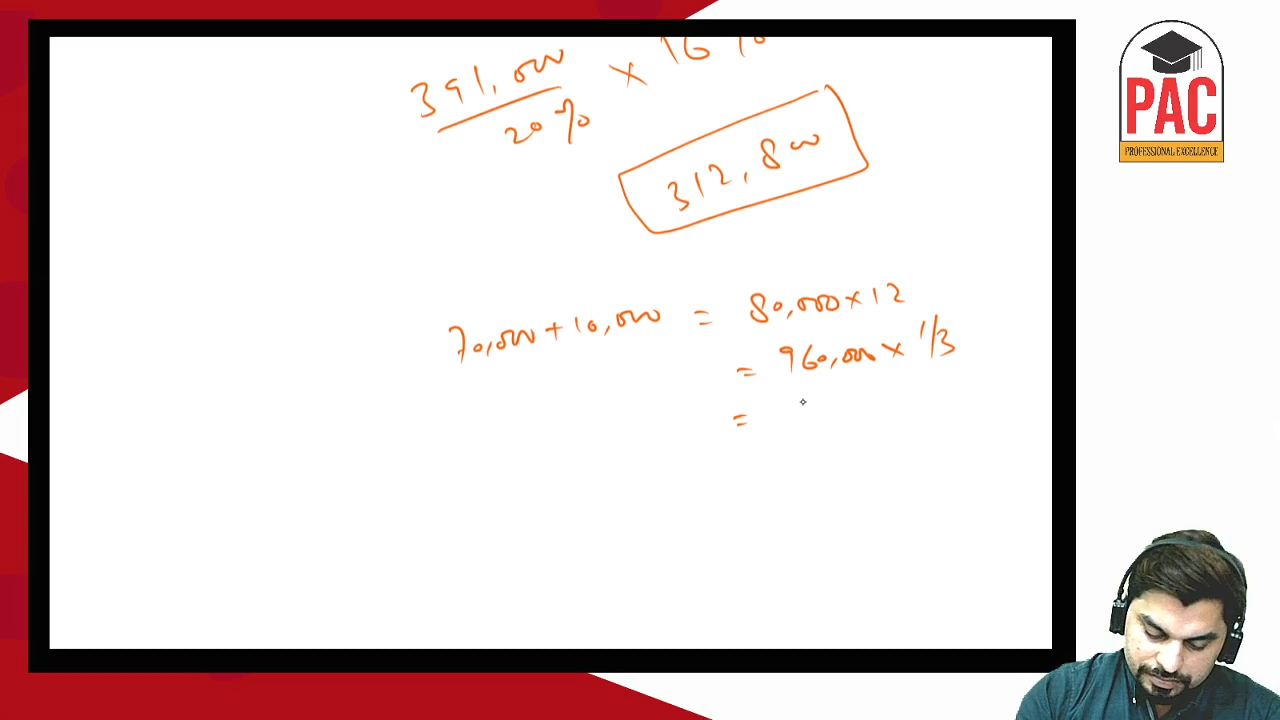 391,000 × 16%
20%
312,800
70,000 + 10,000 = 80,000 × 12
= 960,000 × 1/3
=
PAC
PROFESSIONAL EXCELLENCE